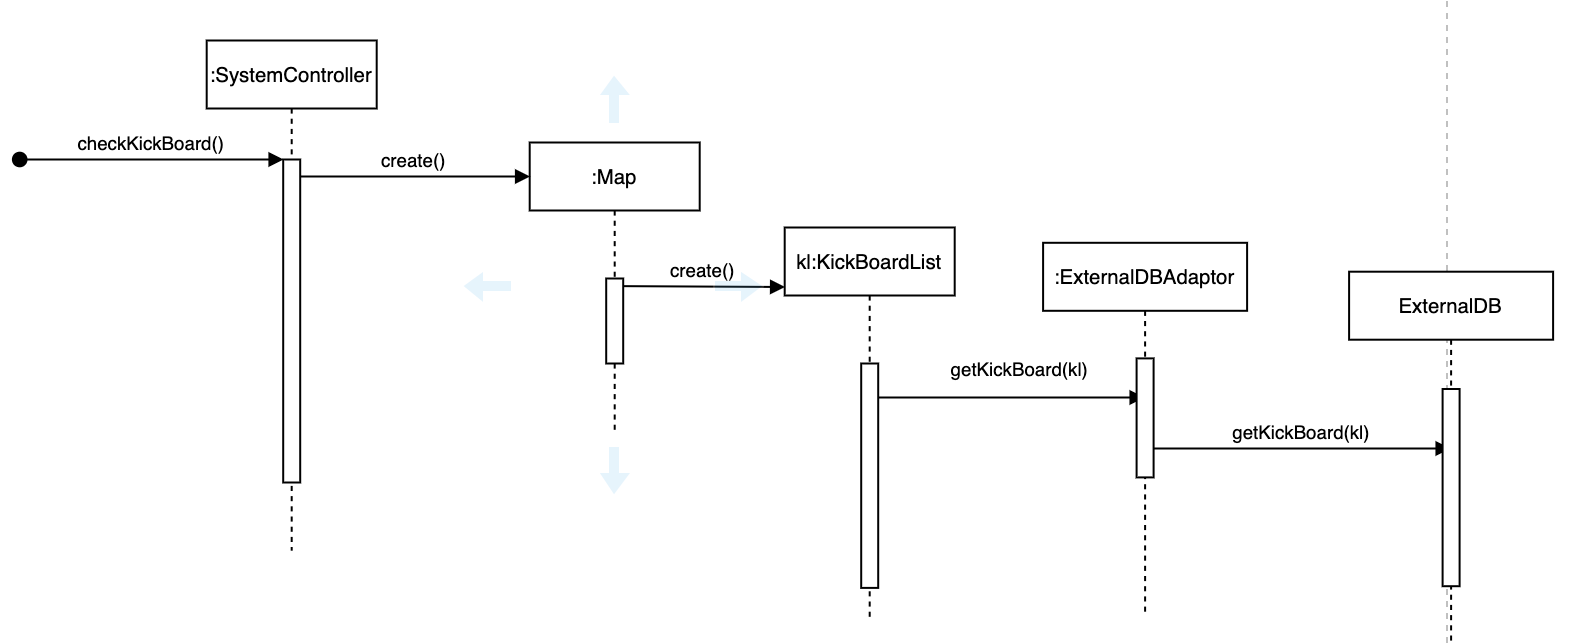 :SystemController
checkKickBoard()
create()
:Map
create()
kl:KickBoardList
:ExternalDBAdaptor
ExternalDB
getKickBoard(kl)
getKickBoard(kl)